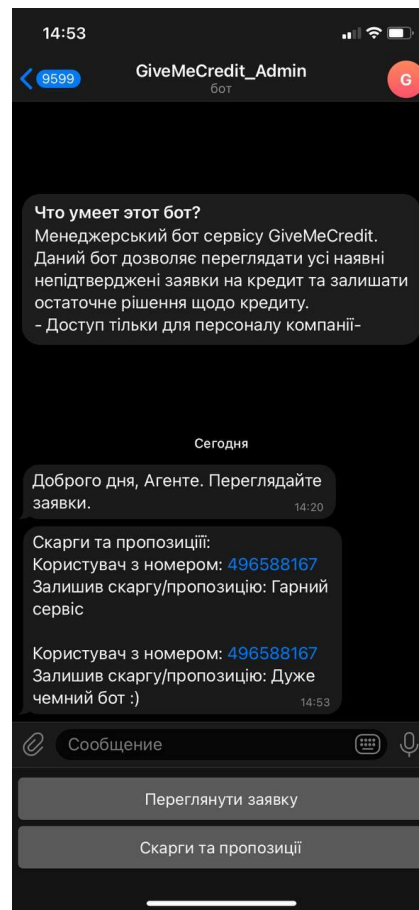 14:53
9599
GiveMeCredit_Admin
G
бот
Что умеет этот бот?
Менеджерський бот сервісу GiveMeCredit.
Даний бот дозволяє переглядати усі наявні
непідтверджені заявки на кредит та залишати
остаточне рішення щодо кредиту.
- Доступ тільки для персоналу компанії-
Сегодня
Доброго дня, Агенте. Переглядайте
заявки.
14:20
Скарги та пропозиціїї:
Користувач з номером: 496588167
Залишив скаргу/пропозицію: Гарний
сервіс
Користувач з номером: 496588167
Залишив скаргу/пропозицію: Дуже
чемний бот :)
14:53
Сообщение
Переглянути заявку
Скарги та пропозиції